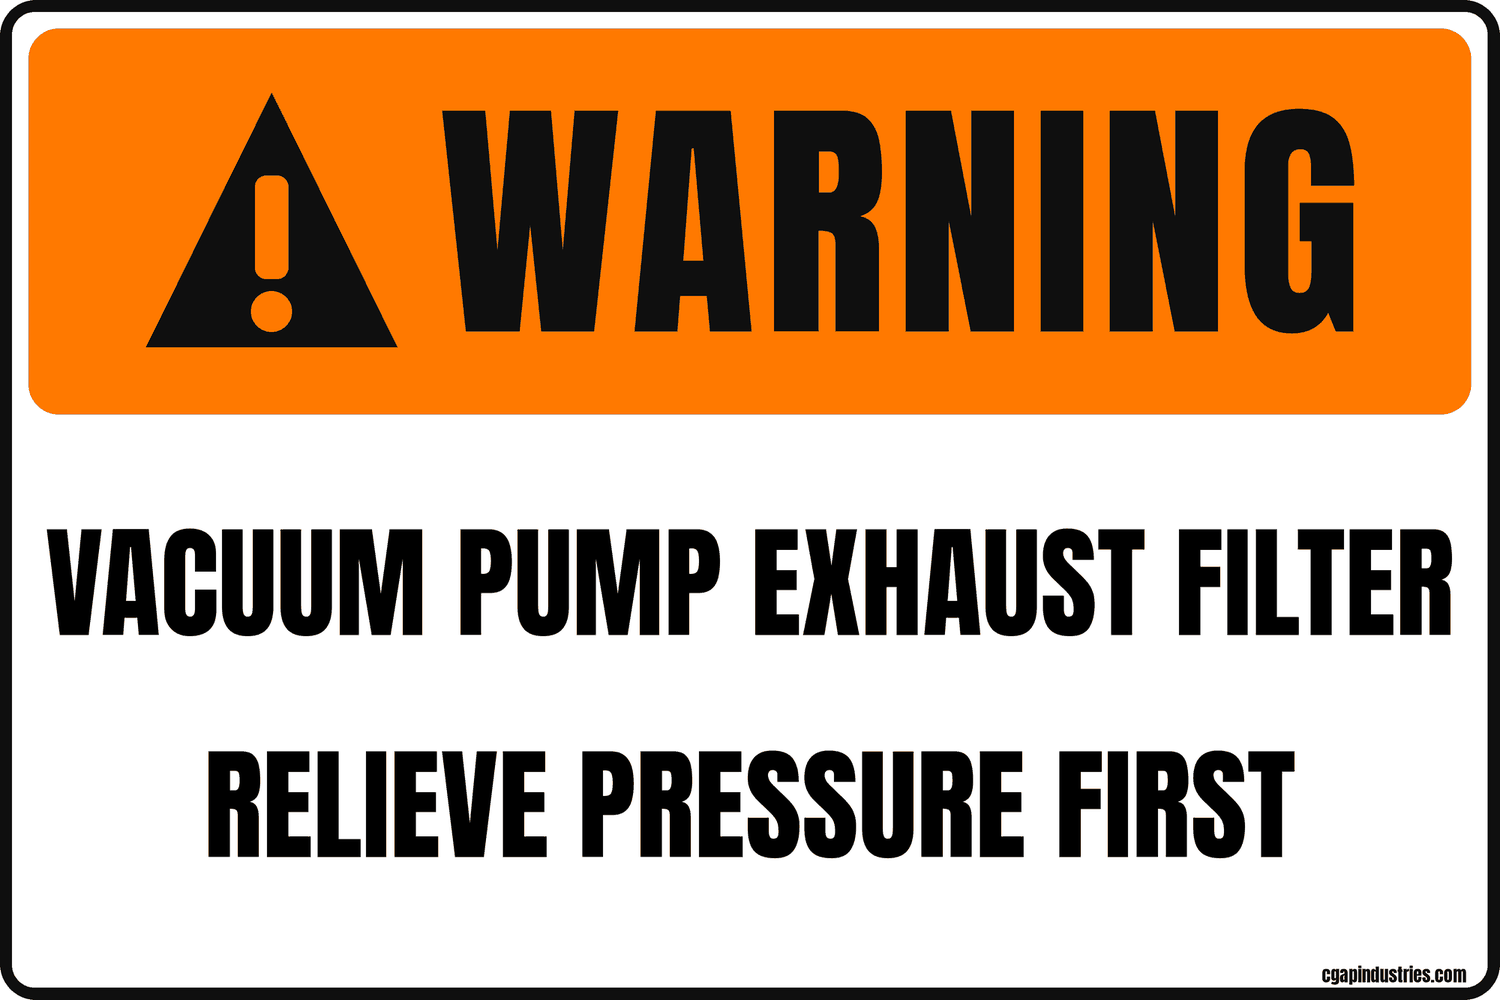 WARNING
VACUUM PUMP EXHAUST FILTER
RELIEVE PRESSURE FIRST
cgapindustries.com